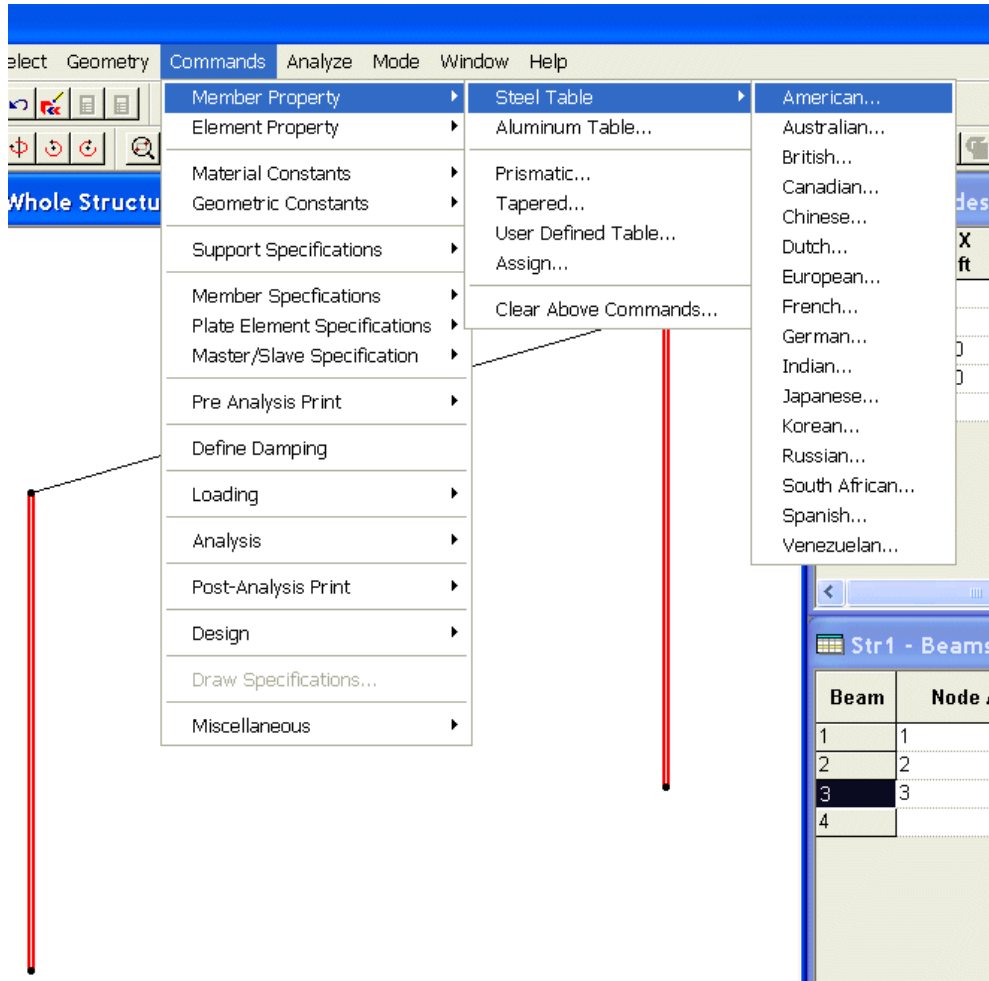 elect Geometry Commands Analyze Mode Window Help
Whole Structu
des
Member Property
Element Property
Material Constants
Geometric Constants
Support Specifications
Member Specfications
Plate Element Specifications
Master/Slave Specification
Pre Analysis Print
Define Damping
Loading
Analysis
Post-Analysis Print
Design
Draw Specifications...
Miscellaneous
Steel Table
Aluminum Table...
Prismatic...
Tapered...
User Defined Table...
Assign...
Clear Above Commands...
American...
Australian...
British...
Canadian...
Chinese...
Dutch...
European...
French...
German...
Indian...
Japanese...
Korean...
Russian...
South African...
Spanish...
Venezuelan...
X
ft
Str1 - Beams
Beam Node
1 1
2 2
3 3
4